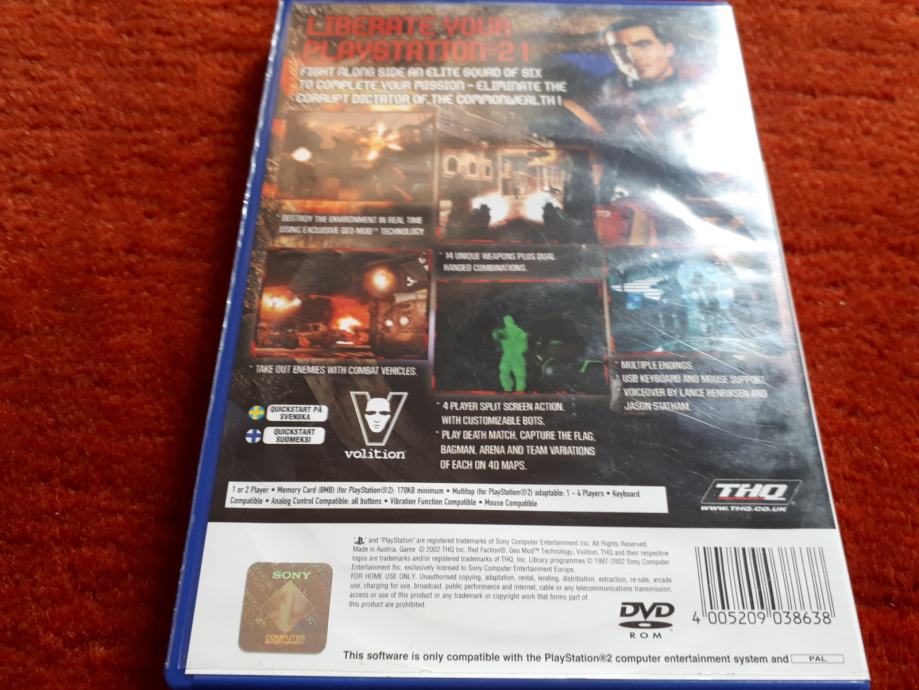 LIBERATE YOUR
PLAYSTATION 2!
FIGHT ALONG SIDE AN ELITE SQUAD OF SIX
TO COMPLETE YOUR MISSION - ELIMINATE THE
CORRUPT DICTATOR OF THE COMMONWEALTH!
* DESTROY THE ENVIRONMENT IN REAL TIME
USING EXCLUSIVE GEO-MOD™ TECHNOLOGY.
* 14 UNIQUE WEAPONS PLUS DUAL
HANDED COMBINATIONS.
* TAKE OUT ENEMIES WITH COMBAT VEHICLES.
* MULTIPLE ENDINGS.
* USB KEYBOARD AND MOUSE SUPPORT.
* VOICEOVER BY LANCE HENRIKSEN AND
JASON STATHAM.
QUICKSTART PÅ
SVENSKA
QUICKSTART
SUOMEKSI
volition
* 4 PLAYER SPLIT SCREEN ACTION.
WITH CUSTOMIZABLE BOTS.
* PLAY DEATH MATCH, CAPTURE THE FLAG,
BAGMAN, ARENA AND TEAM VARIATIONS
OF EACH ON 40 MAPS.
1 or 2 Player • Memory Card (8MB) (for PlayStation®2): 170KB minimum • Multitap (for PlayStation®2) adaptable: 1 - 4 Players • Keyboard
Compatible • Analog Control Compatible: all buttons • Vibration Function Compatible • Mouse Compatible
THQ
WWW.THQ.CO.UK
" and "PlayStation" are registered trademarks of Sony Computer Entertainment Inc. All Rights Reserved.
Made in Austria. Game © 2002 THQ Inc. Red Faction®, Geo Mod™ Technology, Volition, THQ and their respective
logos are trademarks and/or registered trademarks of THQ, Inc. Library programmes © 1997-2002 Sony Computer
Entertainment Inc. exclusively licensed to Sony Computer Entertainment Europe.
FOR HOME USE ONLY. Unauthorised copying, adaptation, rental, lending, distribution, extraction, re-sale, arcade
use, charging for use, broadcast, public performance and internet, cable or any telecommunications transmission,
access or use of this product or any trademark or copyright work that forms part of
this product are prohibited.
SONY
COMPUTER
ENTERTAINMENT
DVD
ROM
4 005209 038638
This software is only compatible with the PlayStation®2 computer entertainment system and PAL